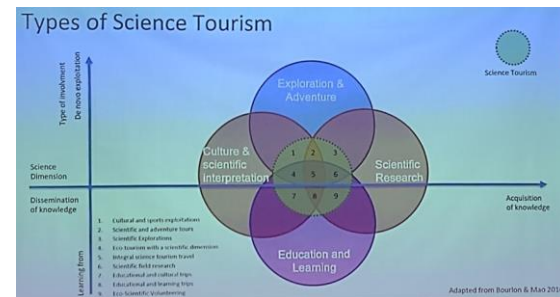 Types of Science Tourism
Science Tourism
Type of involvment
De novo exploitation
Exploration &
Adventure
Culture &
scientific
interpretation
Scientific
Research
Education and
Learning
1 2 3
4 5 6
7 8 9
Science
Dimension
Dissemination
of knowledge
Acquisition
of knowledge
Learning from
1. Cultural and sports exploitations
2. Scientific and adventure tours
3. Scientific Explorations
4. Eco-tourism with a scientific dimension
5. Integral science tourism travel
6. Scientific field research
7. Educational and cultural trips
8. Educational and learning trips
9. Eco-Scientific Volunteering
Adapted from Bourlon & Mao